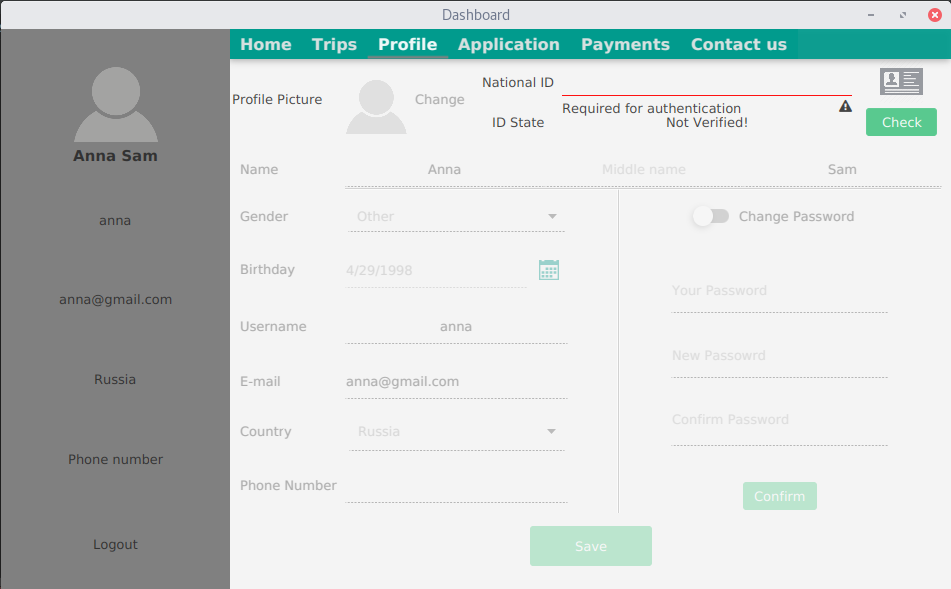 Dashboard
Home Trips Profile Application Payments Contact us
Anna Sam
anna
anna@gmail.com
Russia
Phone number
Logout
Profile Picture Change National ID
Required for authentication
ID State Not Verified! Check
Name Anna Middle name Sam
Gender Other
Birthday 4/29/1998
Username anna
E-mail anna@gmail.com
Country Russia
Phone Number
Change Password
Your Password
New Passowrd
Confirm Password
Confirm
Save